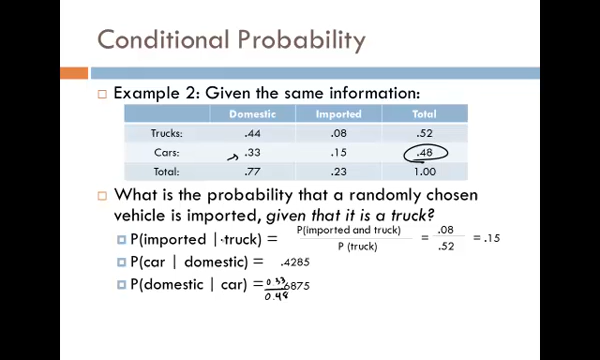 Conditional Probability
Example 2: Given the same information:
Domestic Imported Total
Trucks: .44 .08 .52
Cars: .33 .15 .48
Total: .77 .23 1.00
What is the probability that a randomly chosen
vehicle is imported, given that it is a truck?
P(imported | truck) = P(imported and truck) / P (truck) = .08 / .52 = .15
P(car | domestic) = .4285
P(domestic | car) = 0.33 / 0.48 6875